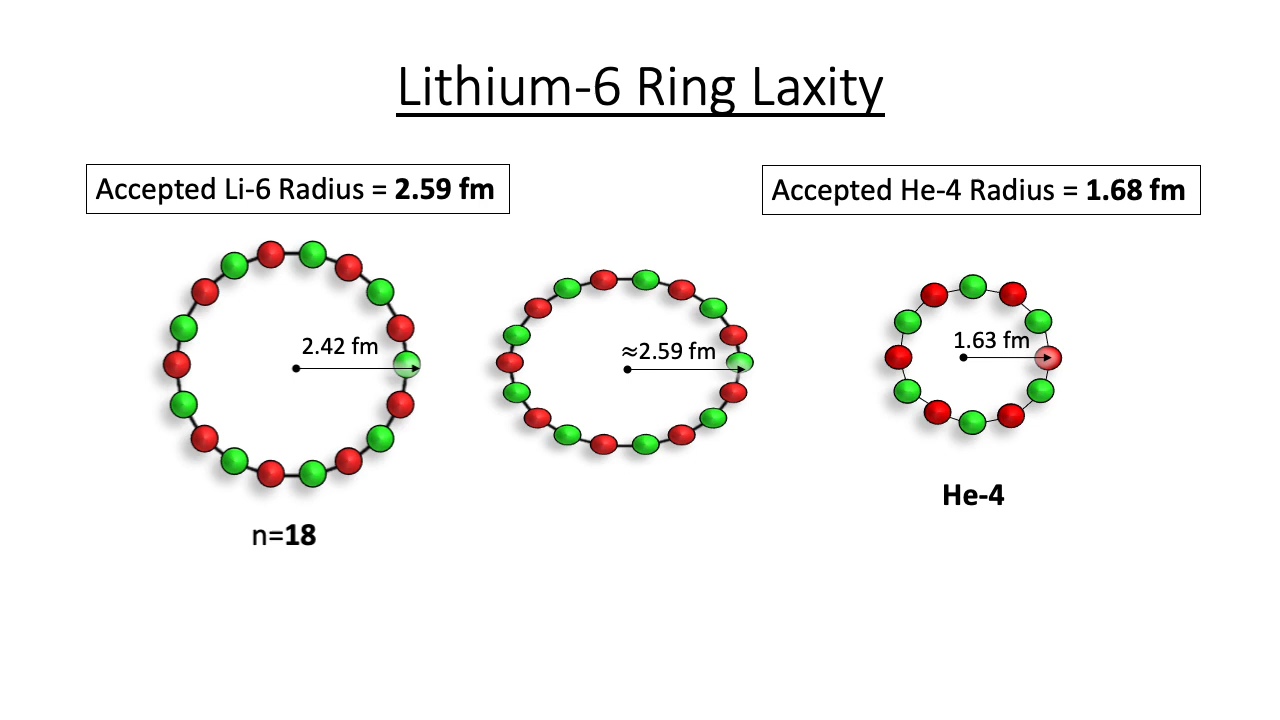 Lithium-6 Ring Laxity
Accepted Li-6 Radius = 2.59 fm
Accepted He-4 Radius = 1.68 fm
2.42 fm
≈2.59 fm
1.63 fm
He-4
n=18